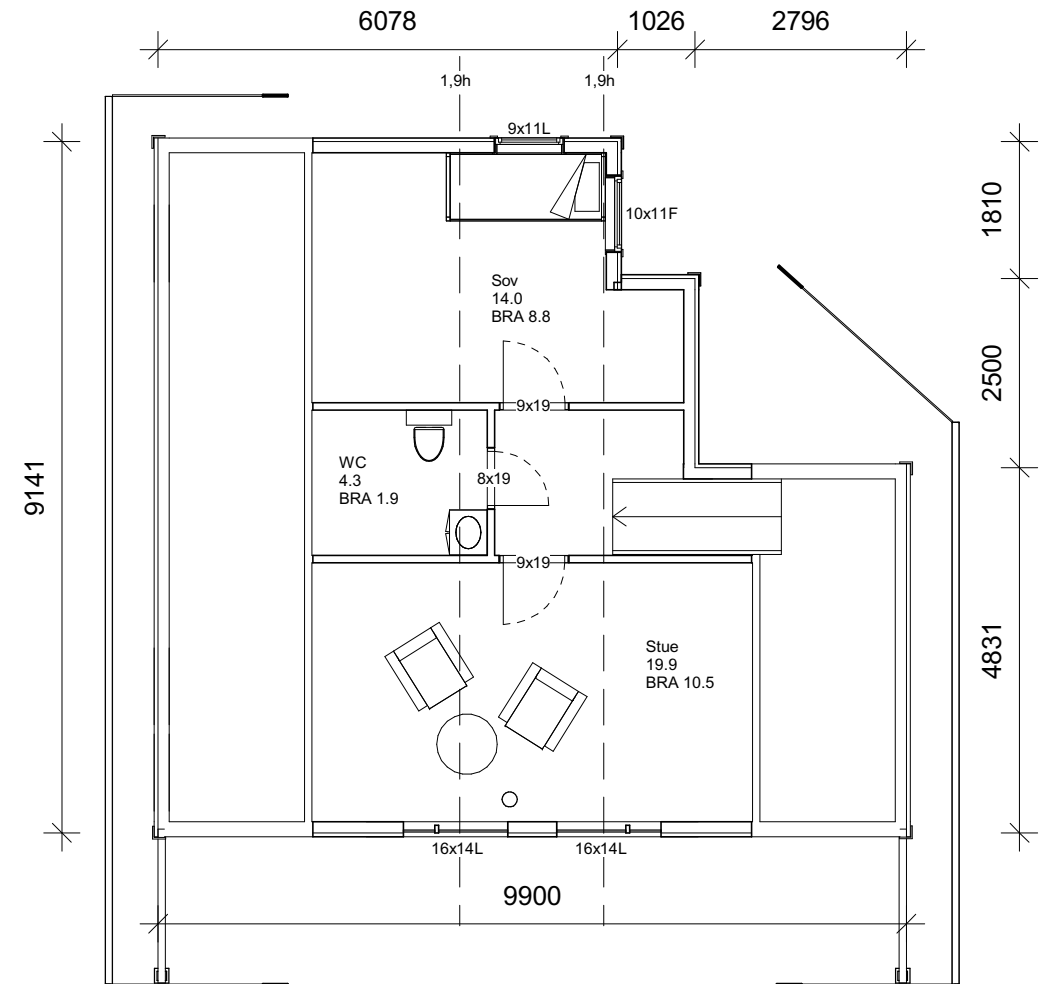 6078
1026
2796
1,9h
1,9h
9x11L
10x11F
1810
Sov
14.0
BRA 8.8
2500
9x19
WC
4.3
BRA 1.9
8x19
9141
9x19
Stue
19.9
BRA 10.5
4831
16x14L
16x14L
9900